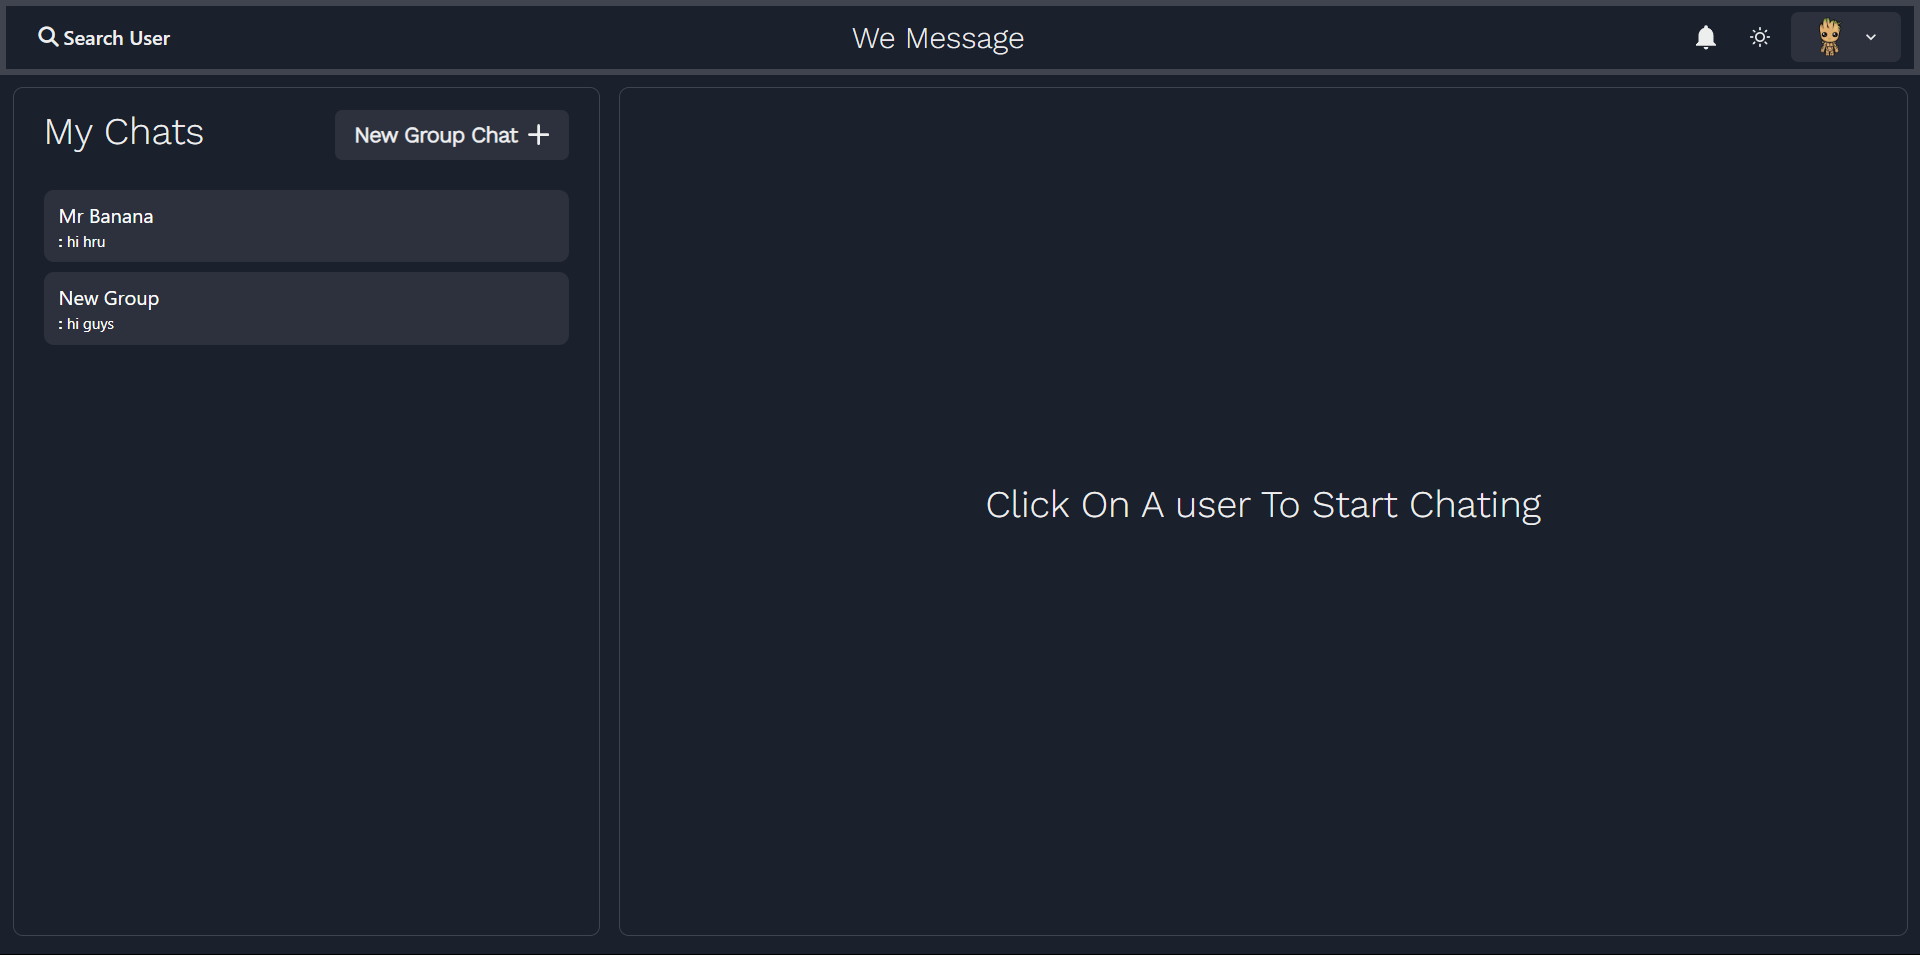 Search User
We Message
My Chats
New Group Chat
Mr Banana
: hi hru
New Group
: hi guys
Click On A user To Start Chating